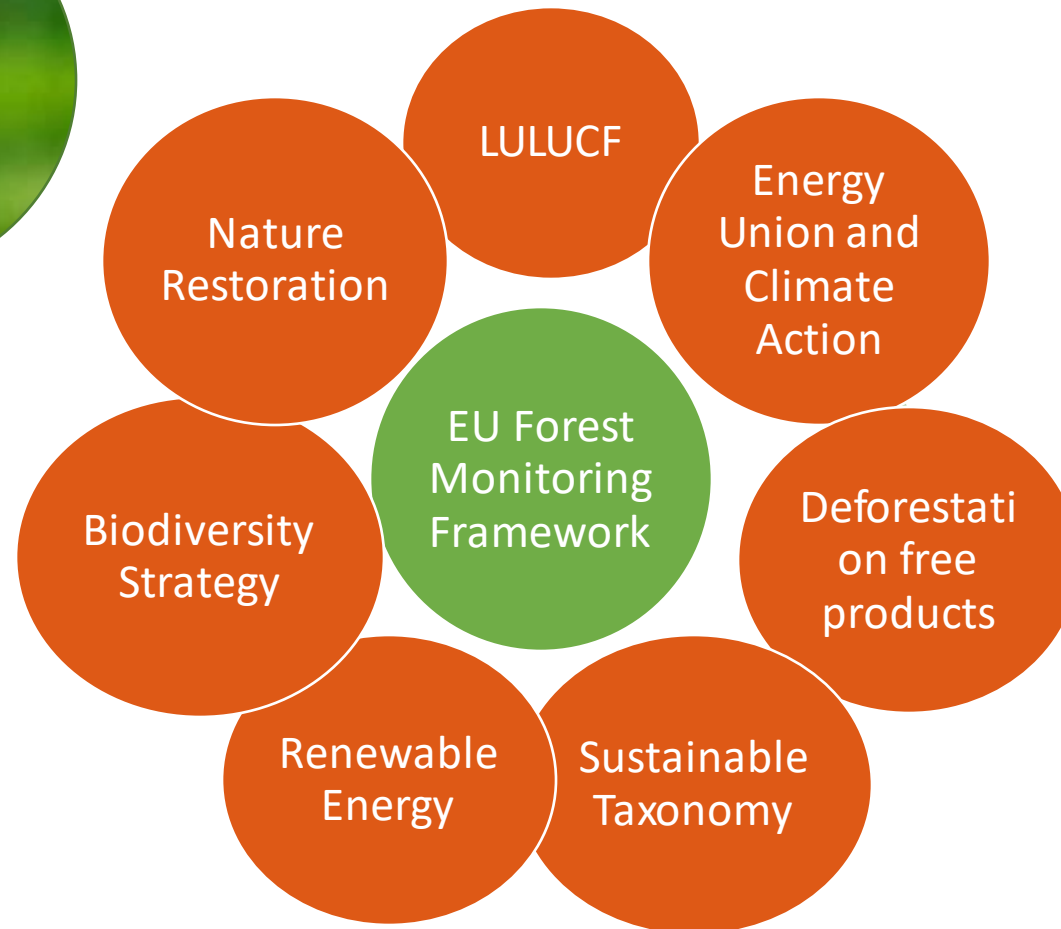 LULUCF
Energy
Union and
Climate
Action
Deforestati
on free
products
Sustainable
Taxonomy
Renewable
Energy
Biodiversity
Strategy
Nature
Restoration
EU Forest
Monitoring
Framework